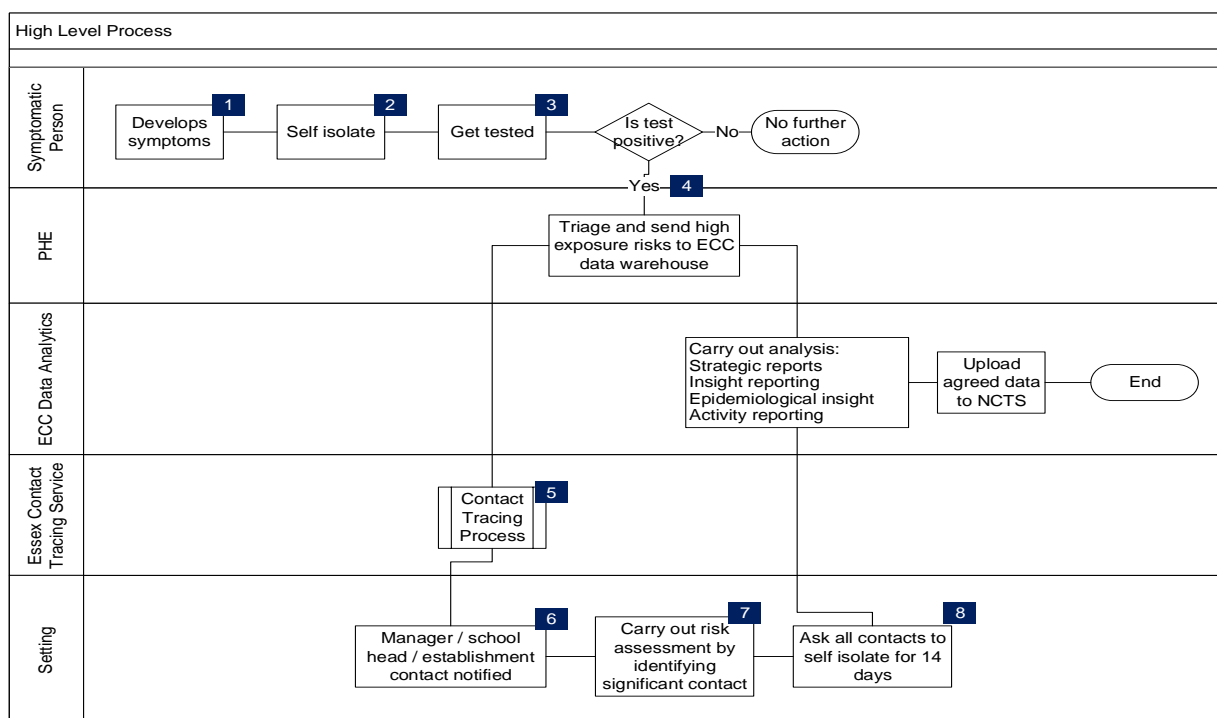 High Level Process
Symptomatic
Person
1
Develops
symptoms
2
Self isolate
3
Get tested
Is test
positive?
No
No further
action
Yes
4
PHE
Triage and send high
exposure risks to ECC
data warehouse
ECC Data Analytics
Carry out analysis:
Strategic reports
Insight reporting
Epidemiological insight
Activity reporting
Upload
agreed data
to NCTS
End
Essex Contact
Tracing Service
5
Contact
Tracing
Process
Setting
6
Manager / school
head / establishment
contact notified
7
Carry out risk
assessment by
identifying
significant contact
8
Ask all contacts to
self isolate for 14
days